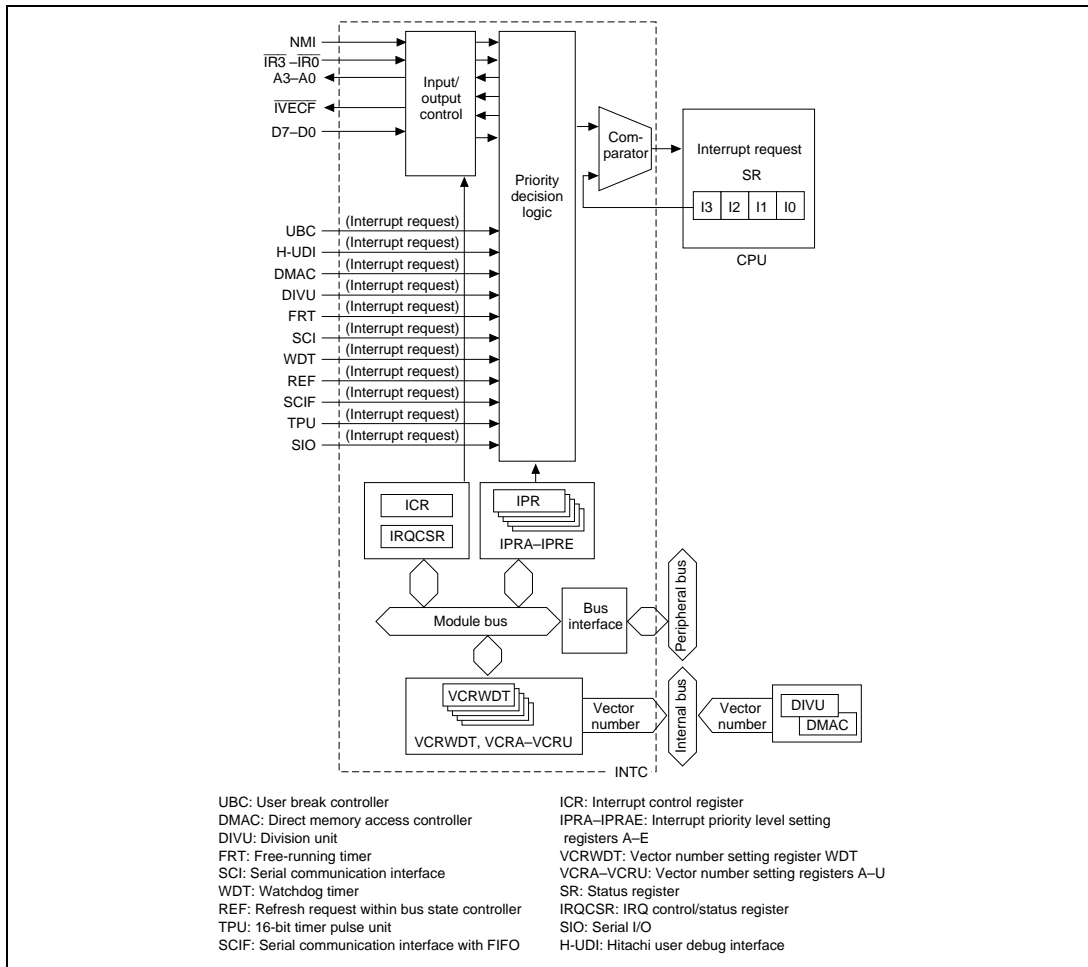 NMI
IR3 –IR0
A3–A0
IVECF
D7–D0
Input/
output
control
Com-
parator
Interrupt request
SR
I3 I2 I1 I0
CPU
Priority
decision
logic
UBC (Interrupt request)
H-UDI (Interrupt request)
DMAC (Interrupt request)
DIVU (Interrupt request)
FRT (Interrupt request)
SCI (Interrupt request)
WDT (Interrupt request)
REF (Interrupt request)
SCIF (Interrupt request)
TPU (Interrupt request)
SIO (Interrupt request)
ICR
IRQCSR
IPR
IPRA–IPRE
Module bus
Bus
interface
Peripheral bus
VCRWDT
VCRWDT, VCRA–VCRU
Vector
number
Internal bus
Vector
number
DIVU
DMAC
INTC
UBC: User break controller
DMAC: Direct memory access controller
DIVU: Division unit
FRT: Free-running timer
SCI: Serial communication interface
WDT: Watchdog timer
REF: Refresh request within bus state controller
TPU: 16-bit timer pulse unit
SCIF: Serial communication interface with FIFO
ICR: Interrupt control register
IPRA–IPRAE: Interrupt priority level setting
registers A–E
VCRWDT: Vector number setting register WDT
VCRA–VCRU: Vector number setting registers A–U
SR: Status register
IRQCSR: IRQ control/status register
SIO: Serial I/O
H-UDI: Hitachi user debug interface